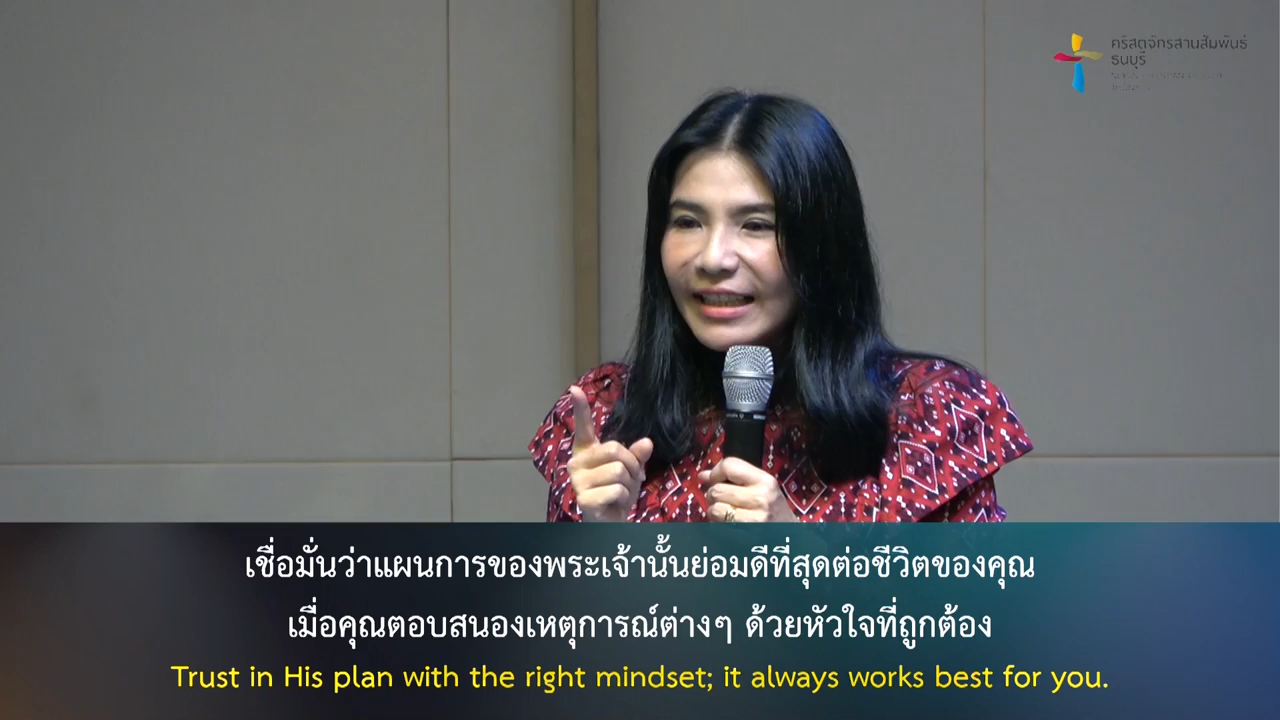 คริสตจักรสานสัมพันธ์
ธนบุรี
เชื่อมั่นว่าแผนการของพระเจ้านั้นย่อมดีที่สุดต่อชีวิตของคุณ
เมื่อคุณตอบสนองเหตุการณ์ต่างๆ ด้วยหัวใจที่ถูกต้อง
Trust in His plan with the right mindset; it always works best for you.